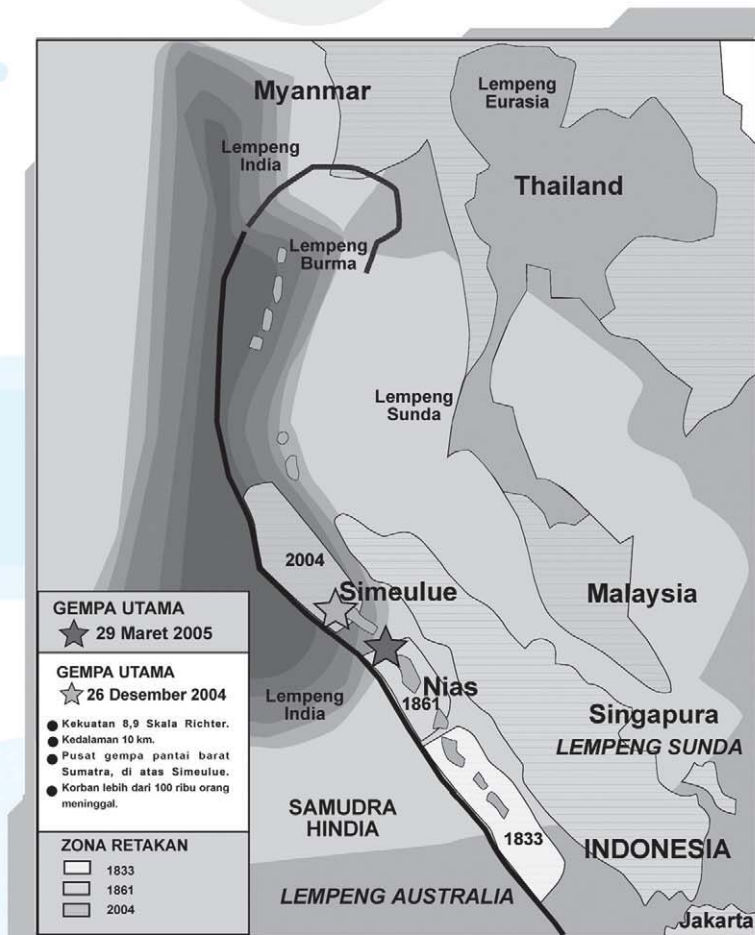 Myanmar
Lempeng
Eurasia
Lempeng
India
Thailand
Lempeng
Burma
Lempeng
Sunda
2004
Simeulue
Malaysia
Nias
1861
Lempeng
India
Singapura
LEMPENG SUNDA
SAMUDRA
HINDIA
1833
INDONESIA
LEMPENG AUSTRALIA
Jakarta
GEMPA UTAMA
29 Maret 2005
GEMPA UTAMA
26 Desember 2004
Kekuatan 8,9 Skala Richter.
Kedalaman 10 km.
Pusat gempa pantai barat
Sumatra, di atas Simeulue.
Korban lebih dari 100 ribu orang
meninggal.
ZONA RETAKAN
1833
1861
2004